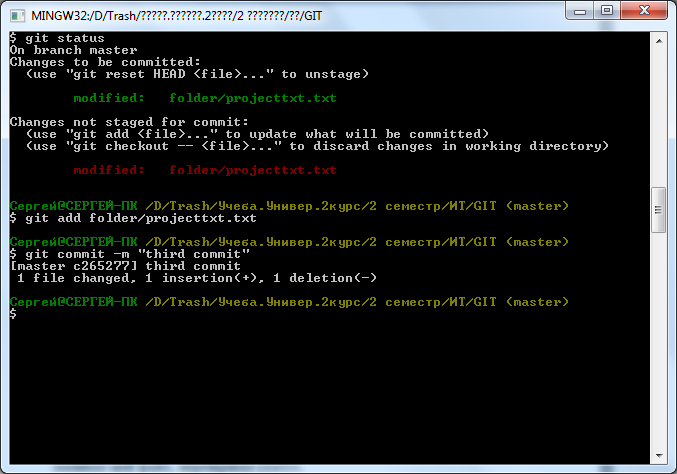 MINGW32:/D/Trash/?????.??????.2????/2 ???????/??/GIT
$ git status
On branch master
Changes to be committed:
(use "git reset HEAD <file>..." to unstage)
modified: folder/projecttxt.txt
Changes not staged for commit:
(use "git add <file>..." to update what will be committed)
(use "git checkout -- <file>..." to discard changes in working directory)
modified: folder/projecttxt.txt
Сергей@СЕРГЕЙ-ПК /D/Trash/Учеба.Универ.2курс/2 семестр/ИТ/GIT (master)
$ git add folder/projecttxt.txt
Сергей@СЕРГЕЙ-ПК /D/Trash/Учеба.Универ.2курс/2 семестр/ИТ/GIT (master)
$ git commit -m "third commit"
[master c265277] third commit
1 file changed, 1 insertion(+), 1 deletion(-)
Сергей@СЕРГЕЙ-ПК /D/Trash/Учеба.Универ.2курс/2 семестр/ИТ/GIT (master)
$